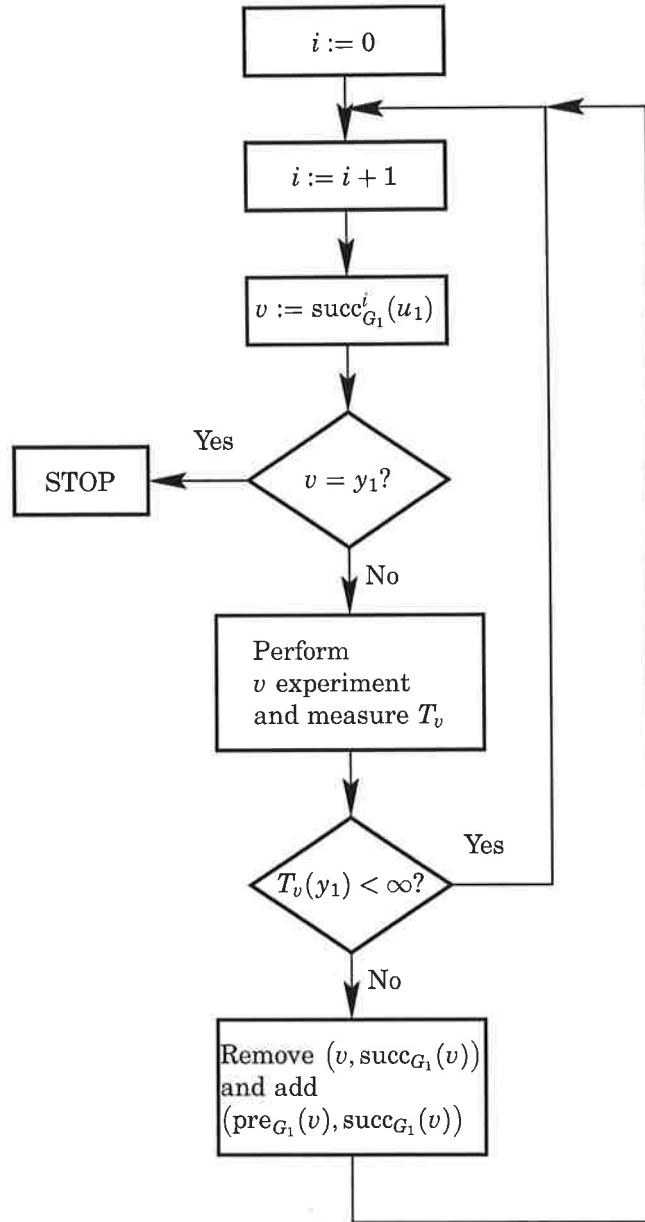 i := 0
i := i + 1
v := succ^i_{G_1}(u_1)
Yes
STOP
v = y_1?
No
Perform
v experiment
and measure T_v
Yes
T_v(y_1) < ∞?
No
Remove (v, succ_{G_1}(v))
and add
(pre_{G_1}(v), succ_{G_1}(v))